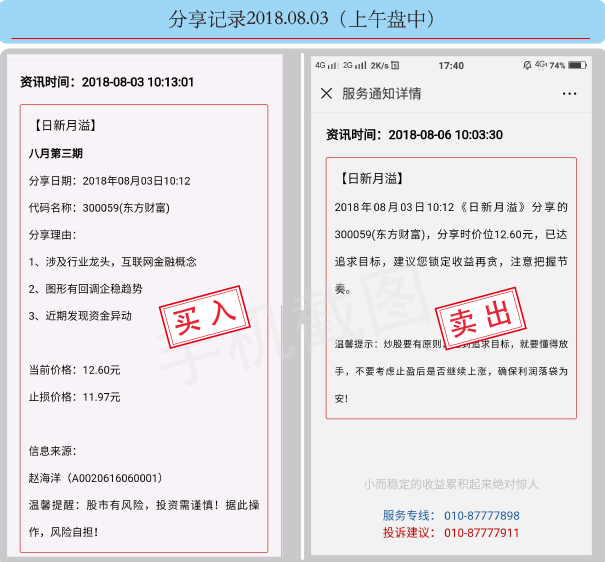 分享记录2018.08.03（上午盘中）
资讯时间：2018-08-03 10:13:01
【日新月溢】
八月第三期
分享日期：2018年08月03日10:12
代码名称：300059(东方财富)
分享理由：
1、涉及行业龙头，互联网金融概念
2、图形有回调企稳趋势
3、近期发现资金异动
买入
当前价格：12.60元
止损价格：11.97元
信息来源：
赵海洋（A0020616060001）
温馨提醒：股市有风险，投资需谨慎！据此操
作，风险自担！
4G 2G 2K/s 17:40 4G 74%
服务通知详情
资讯时间：2018-08-06 10:03:30
【日新月溢】
2018年08月03日10:12《日新月溢》分享的
300059(东方财富)，分享时价位12.60元，已达
追求目标，建议您锁定收益再贪，注意把握节
奏。
卖出
温馨提示：炒股要有原则，到追求目标，就要懂得放
手，不要考虑止盈后是否继续上涨，确保利润落袋为
安！
小而稳定的收益累积起来绝对惊人
服务专线： 010-87777898
投诉建议： 010-87777911
手机截图